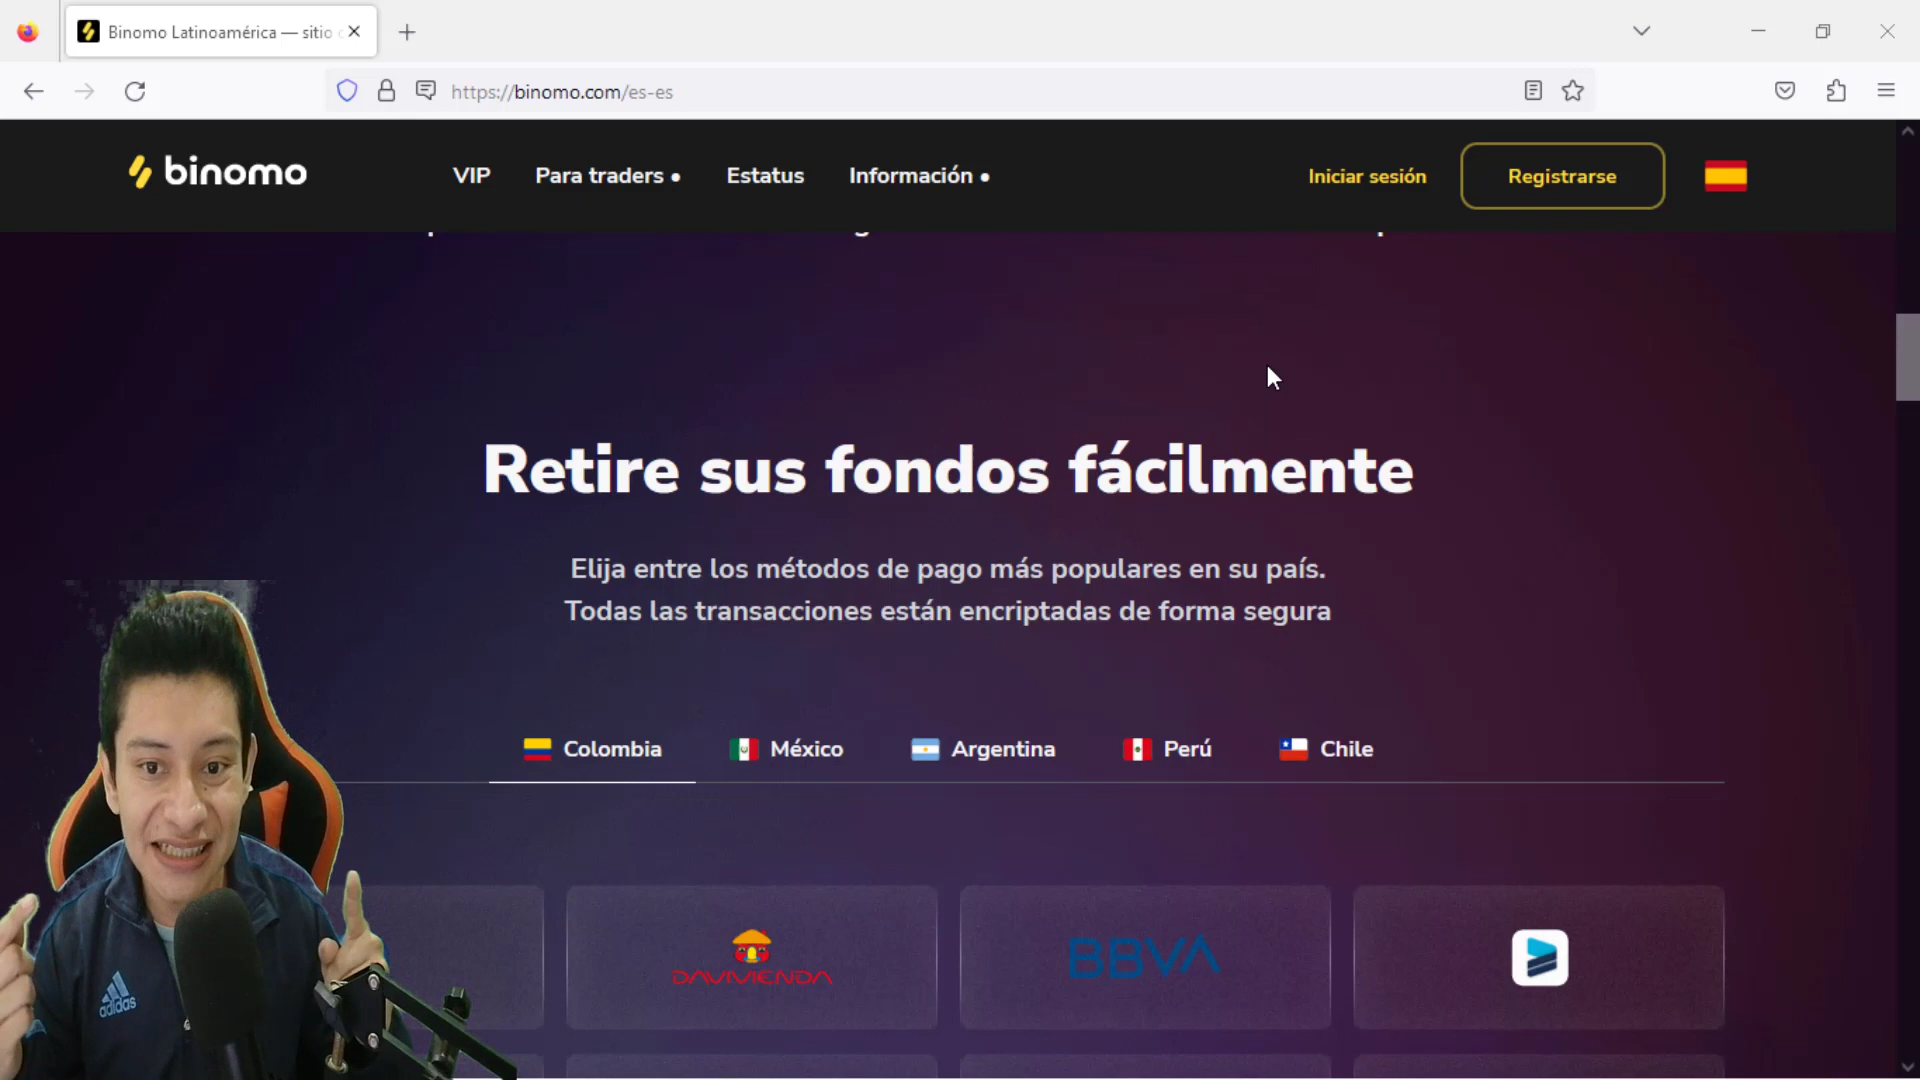 Binomo Latinoamérica — sitio
https://binomo.com/es-es
binomo
VIP
Para traders
Estatus
Información
Iniciar sesión
Registrarse
Retire sus fondos fácilmente
Elija entre los métodos de pago más populares en su país.
Todas las transacciones están encriptadas de forma segura
Colombia
México
Argentina
Perú
Chile
DAVIVIENDA
BBVA
adidas